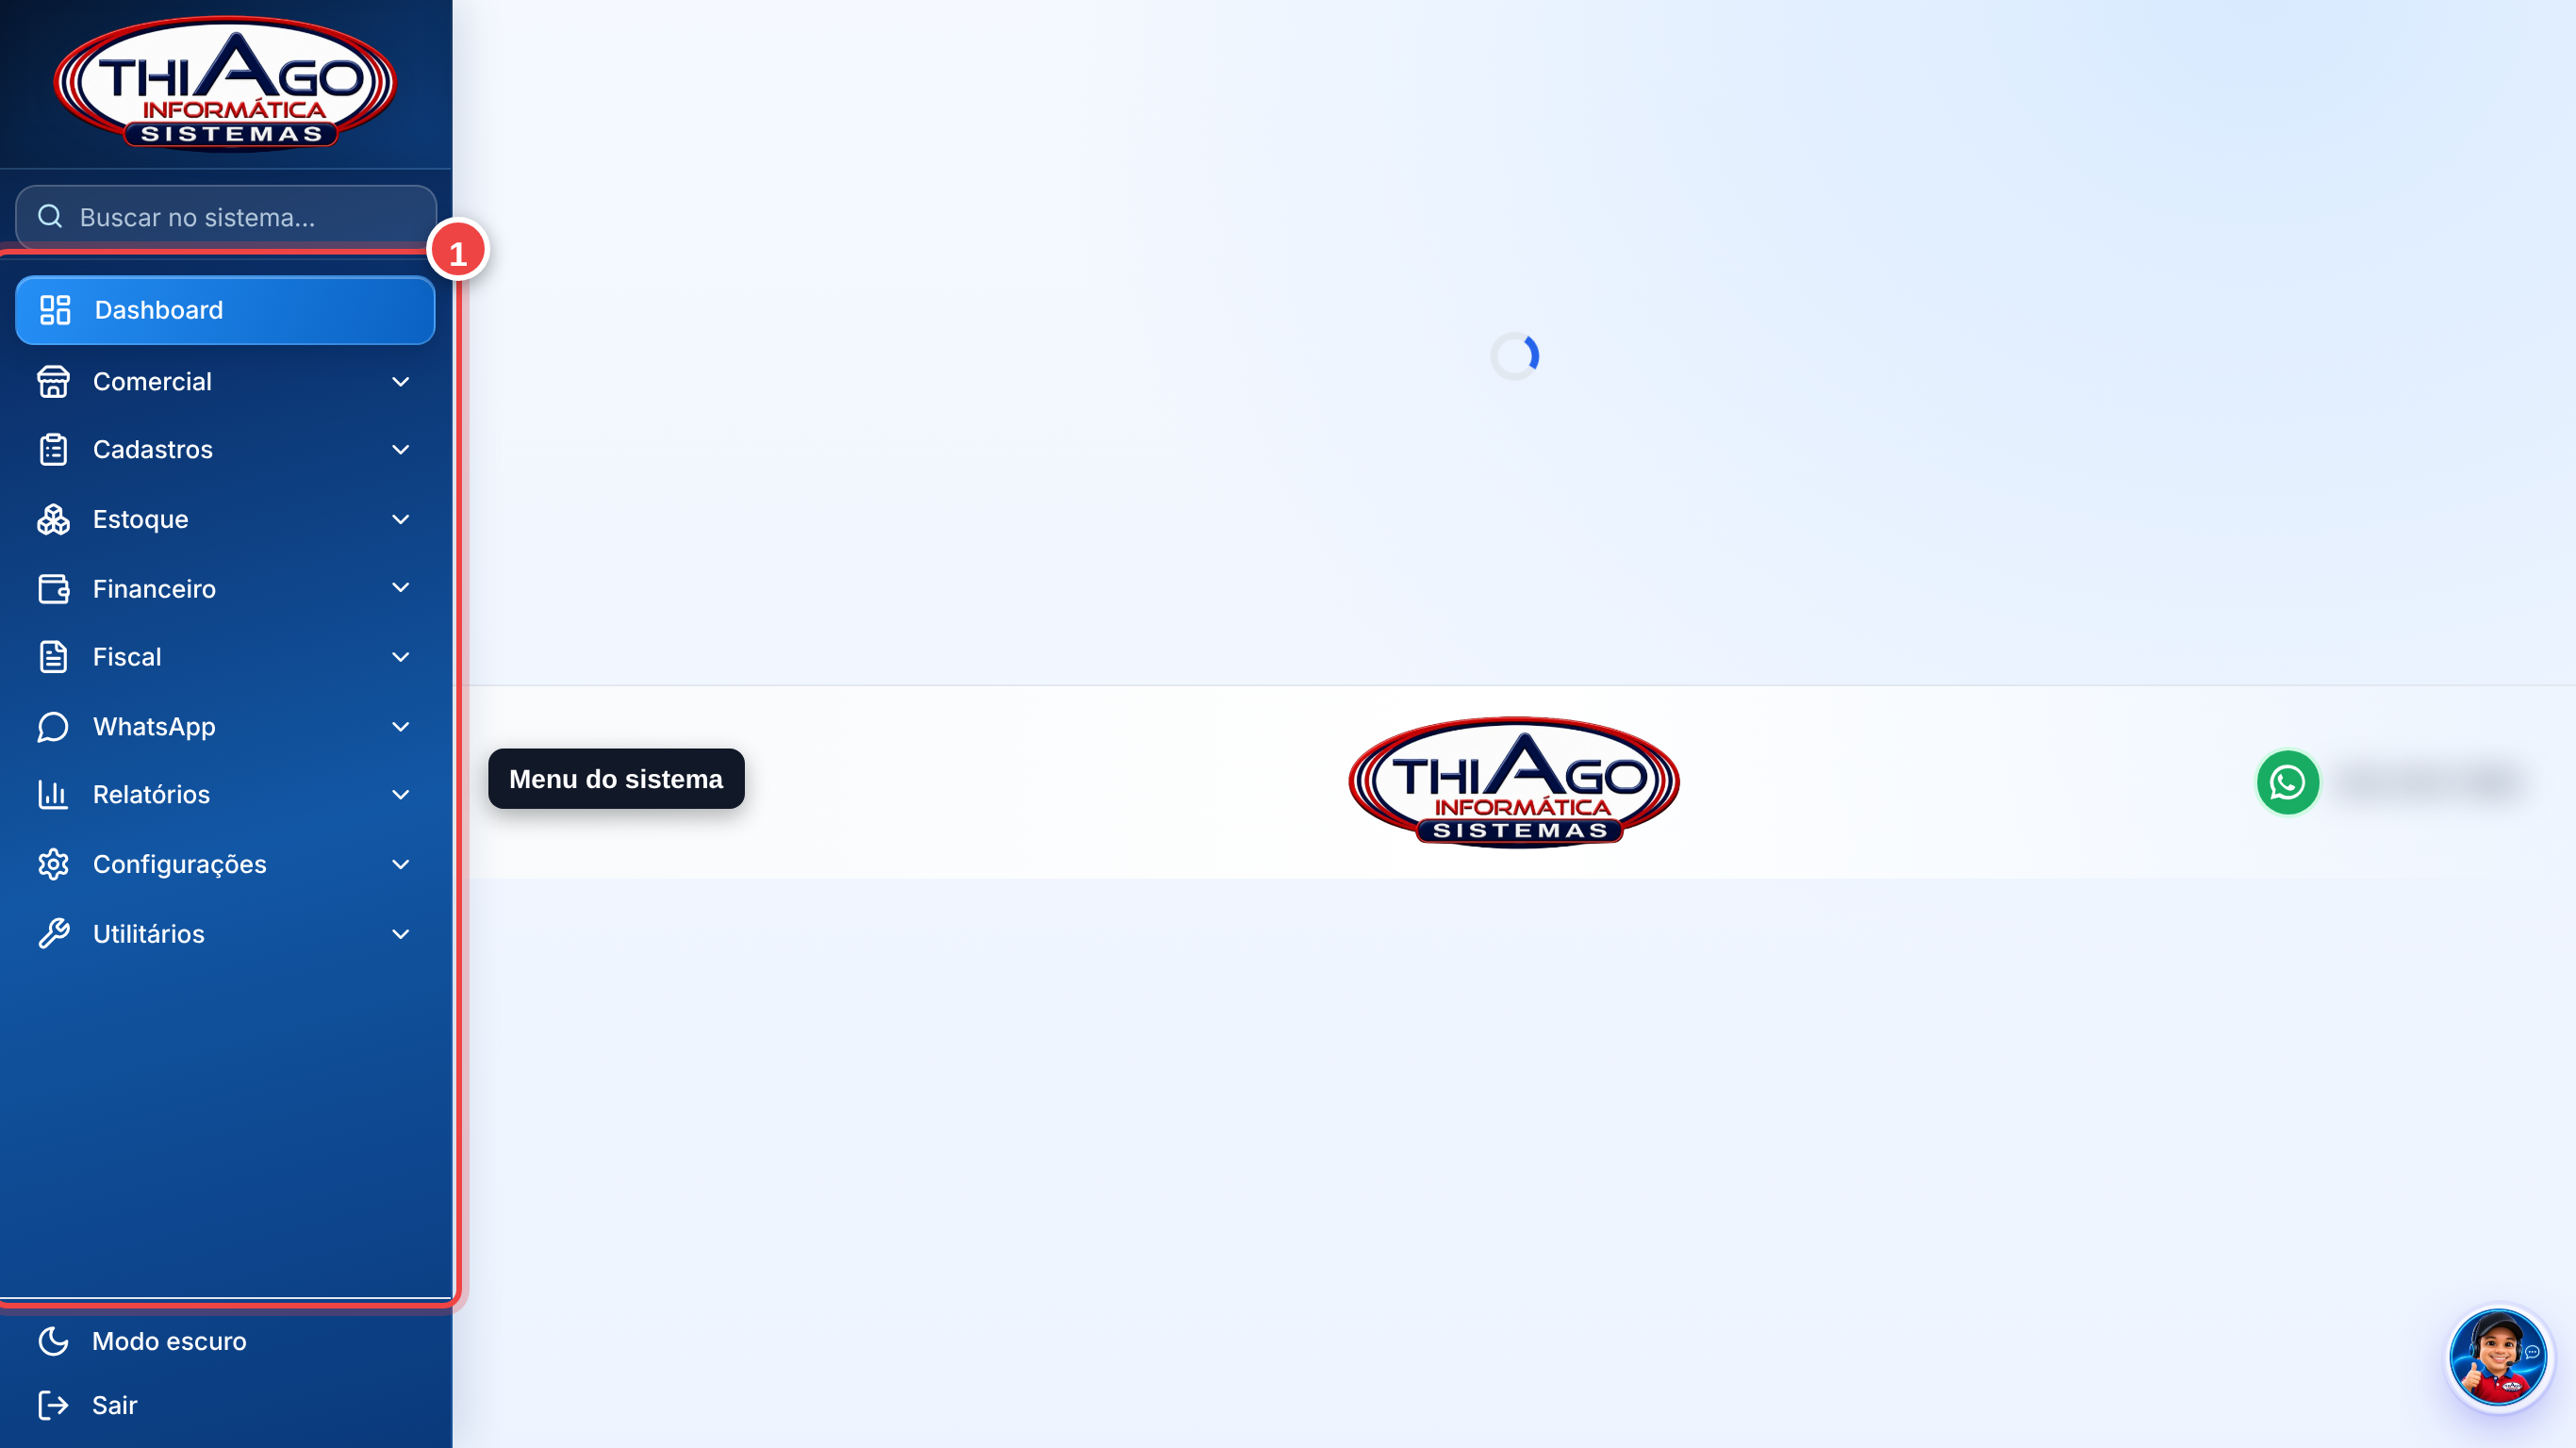 THIAGO
INFORMÁTICA
SISTEMAS
Buscar no sistema...
1
Dashboard
Comercial
Cadastros
Estoque
Financeiro
Fiscal
WhatsApp
Relatórios
Configurações
Utilitários
Modo escuro
Sair
Menu do sistema
THIAGO
INFORMÁTICA
SISTEMAS